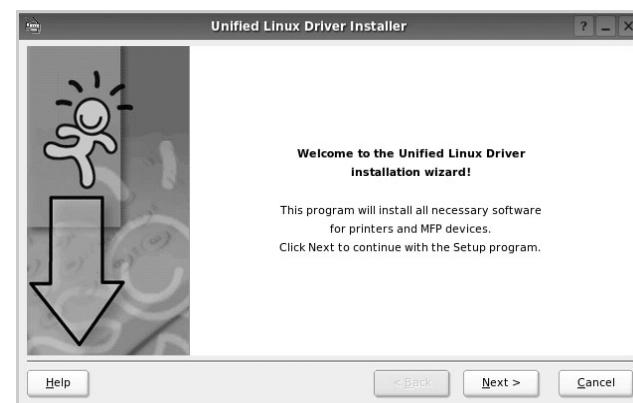 Unified Linux Driver Installer
? _ X
Welcome to the Unified Linux Driver
installation wizard!
This program will install all necessary software
for printers and MFP devices.
Click Next to continue with the Setup program.
Help
< Back
Next >
Cancel